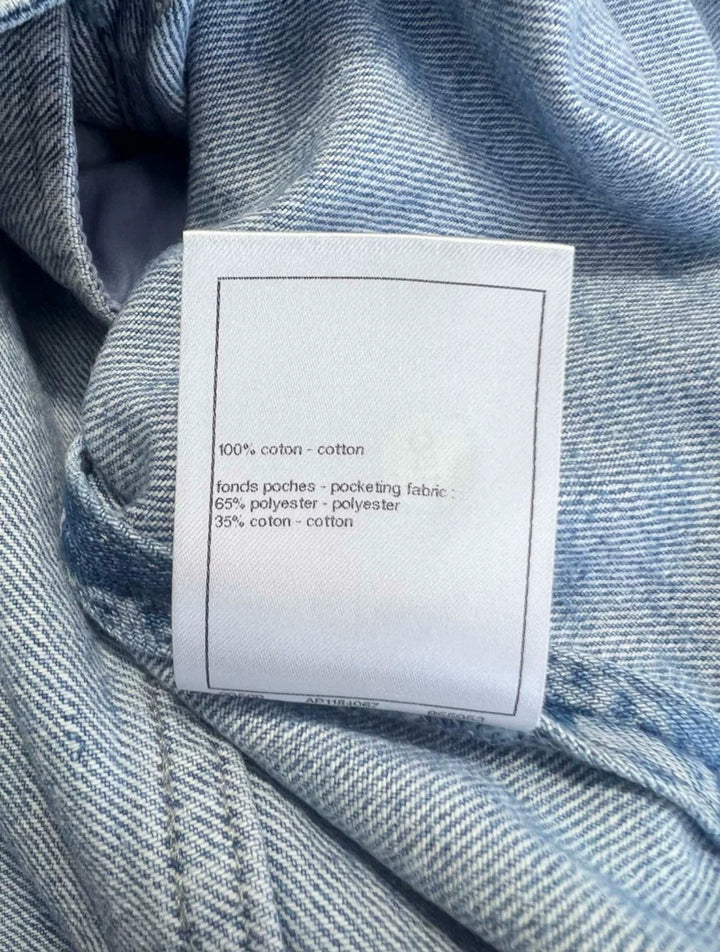 100% coton - cotton
fonds poches - pocketing fabric :
65% polyester - polyester
35% coton - cotton